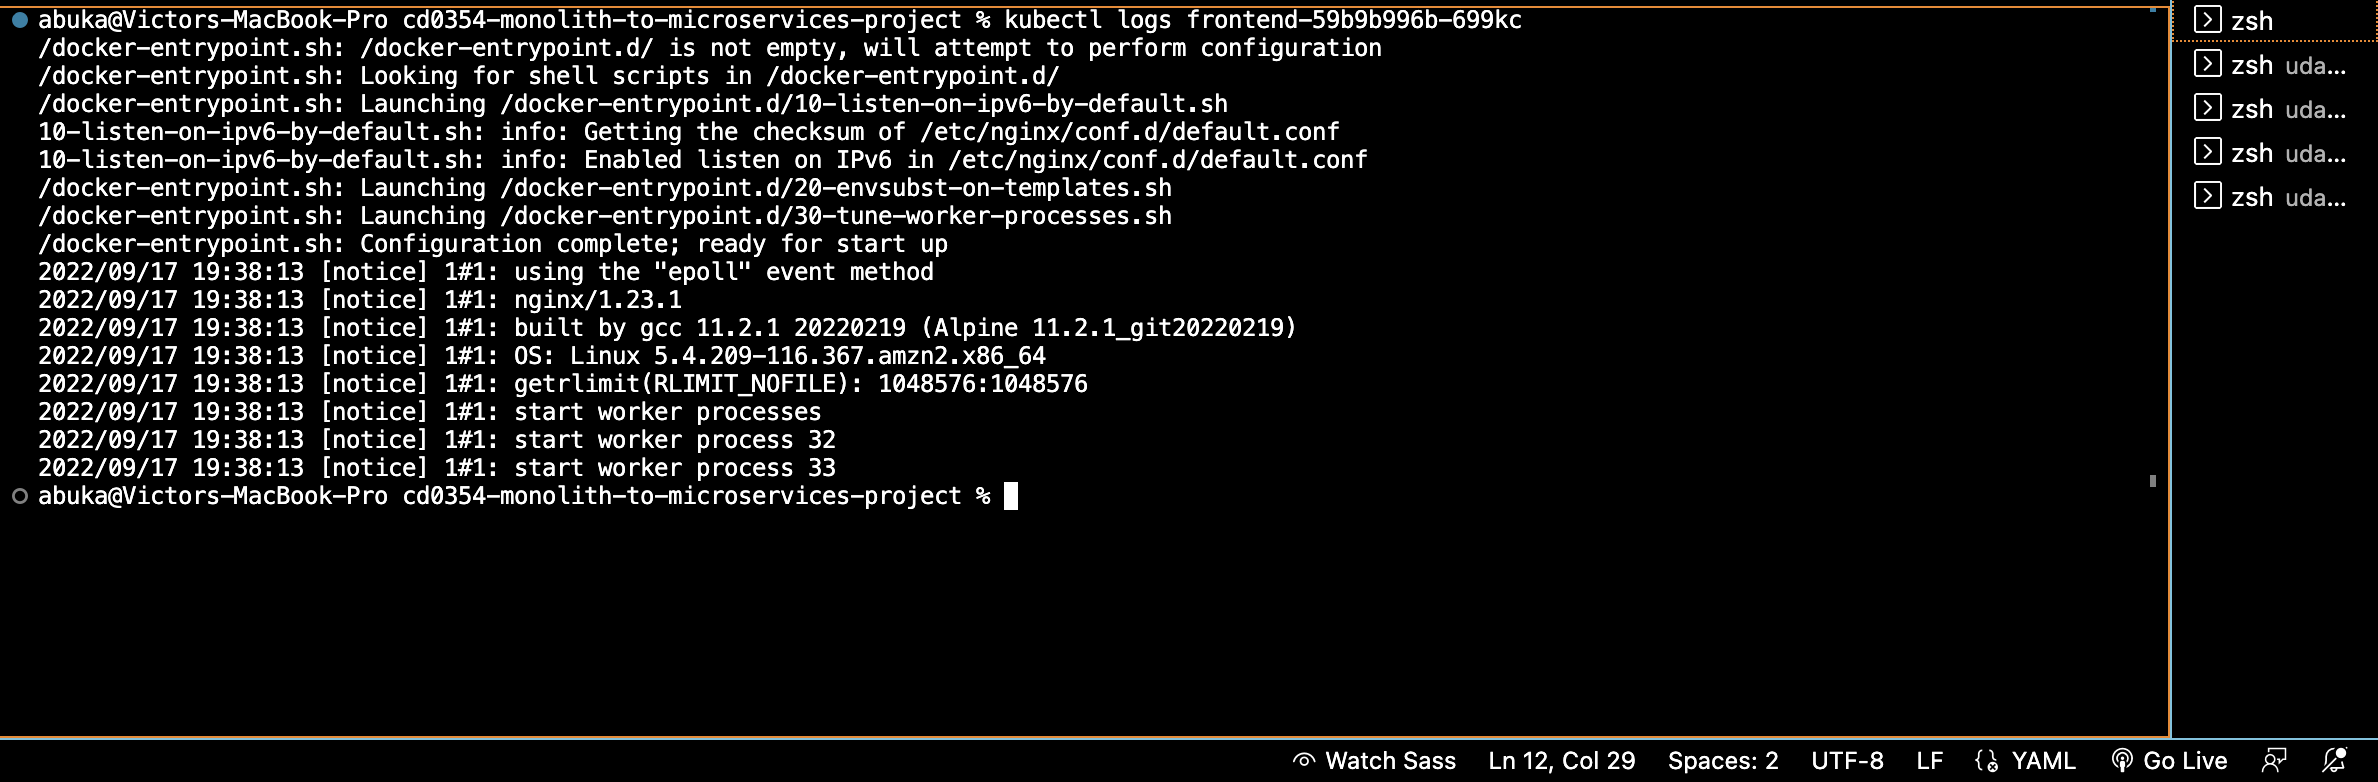 abuka@Victors-MacBook-Pro cd0354-monolith-to-microservices-project % kubectl logs frontend-59b9b996b-699kc
/docker-entrypoint.sh: /docker-entrypoint.d/ is not empty, will attempt to perform configuration
/docker-entrypoint.sh: Looking for shell scripts in /docker-entrypoint.d/
/docker-entrypoint.sh: Launching /docker-entrypoint.d/10-listen-on-ipv6-by-default.sh
10-listen-on-ipv6-by-default.sh: info: Getting the checksum of /etc/nginx/conf.d/default.conf
10-listen-on-ipv6-by-default.sh: info: Enabled listen on IPv6 in /etc/nginx/conf.d/default.conf
/docker-entrypoint.sh: Launching /docker-entrypoint.d/20-envsubst-on-templates.sh
/docker-entrypoint.sh: Launching /docker-entrypoint.d/30-tune-worker-processes.sh
/docker-entrypoint.sh: Configuration complete; ready for start up
2022/09/17 19:38:13 [notice] 1#1: using the "epoll" event method
2022/09/17 19:38:13 [notice] 1#1: nginx/1.23.1
2022/09/17 19:38:13 [notice] 1#1: built by gcc 11.2.1 20220219 (Alpine 11.2.1_git20220219)
2022/09/17 19:38:13 [notice] 1#1: OS: Linux 5.4.209-116.367.amzn2.x86_64
2022/09/17 19:38:13 [notice] 1#1: getrlimit(RLIMIT_NOFILE): 1048576:1048576
2022/09/17 19:38:13 [notice] 1#1: start worker processes
2022/09/17 19:38:13 [notice] 1#1: start worker process 32
2022/09/17 19:38:13 [notice] 1#1: start worker process 33
abuka@Victors-MacBook-Pro cd0354-monolith-to-microservices-project %
zsh
zsh uda...
zsh uda...
zsh uda...
zsh uda...
Watch Sass Ln 12, Col 29 Spaces: 2 UTF-8 LF YAML Go Live